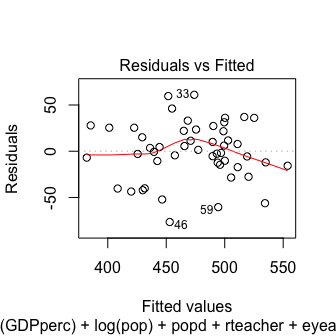 Residuals vs Fitted
Residuals
50
0
-50
33
46
59
400 450 500 550
Fitted values
(GDPperc) + log(pop) + popd + rteacher + eyea